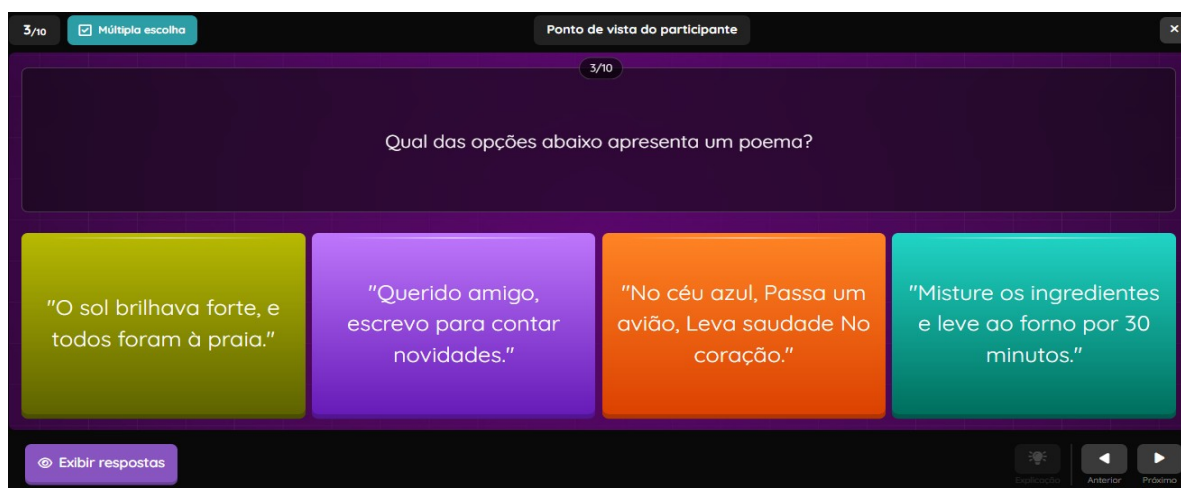 3/10
Múltipla escolha
Ponto de vista do participante
3/10
Qual das opções abaixo apresenta um poema?
"O sol brilhava forte, e
todos foram à praia."
"Querido amigo,
escrevo para contar
novidades."
"No céu azul, Passa um
avião, Leva saudade No
coração."
"Misture os ingredientes
e leve ao forno por 30
minutos."
Exibir respostas
Explicação
Anterior
Próximo